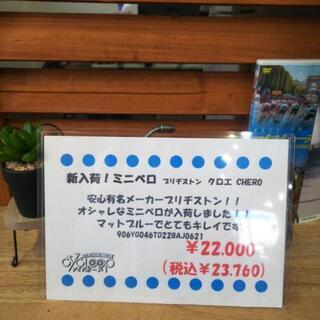 新入荷！ミニベロ ブリヂストン クロエ CHERO
安心有名メーカーブリヂストン！！
オシャレなミニベロが入荷しました！！
マットブルーでとてもキレイです
906YG046TD22BAJ0621
￥22.000
（税込￥23.760）